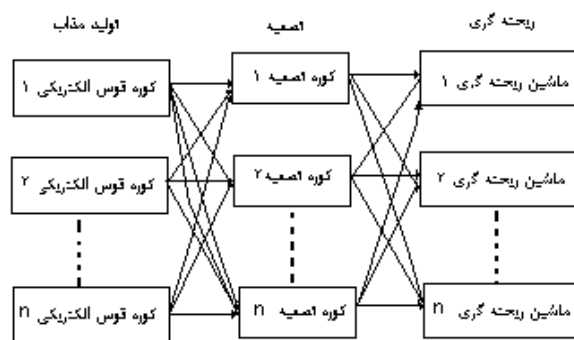 تولید مذاب
تصفیه
ریخته گری
کوره قوس الکتریکی ۱
کوره تصفیه ۱
ماشین ریخته گری ۱
کوره قوس الکتریکی ۲
کوره تصفیه ۲
ماشین ریخته گری ۲
کوره قوس الکتریکی n
کوره تصفیه n
ماشین ریخته گری n